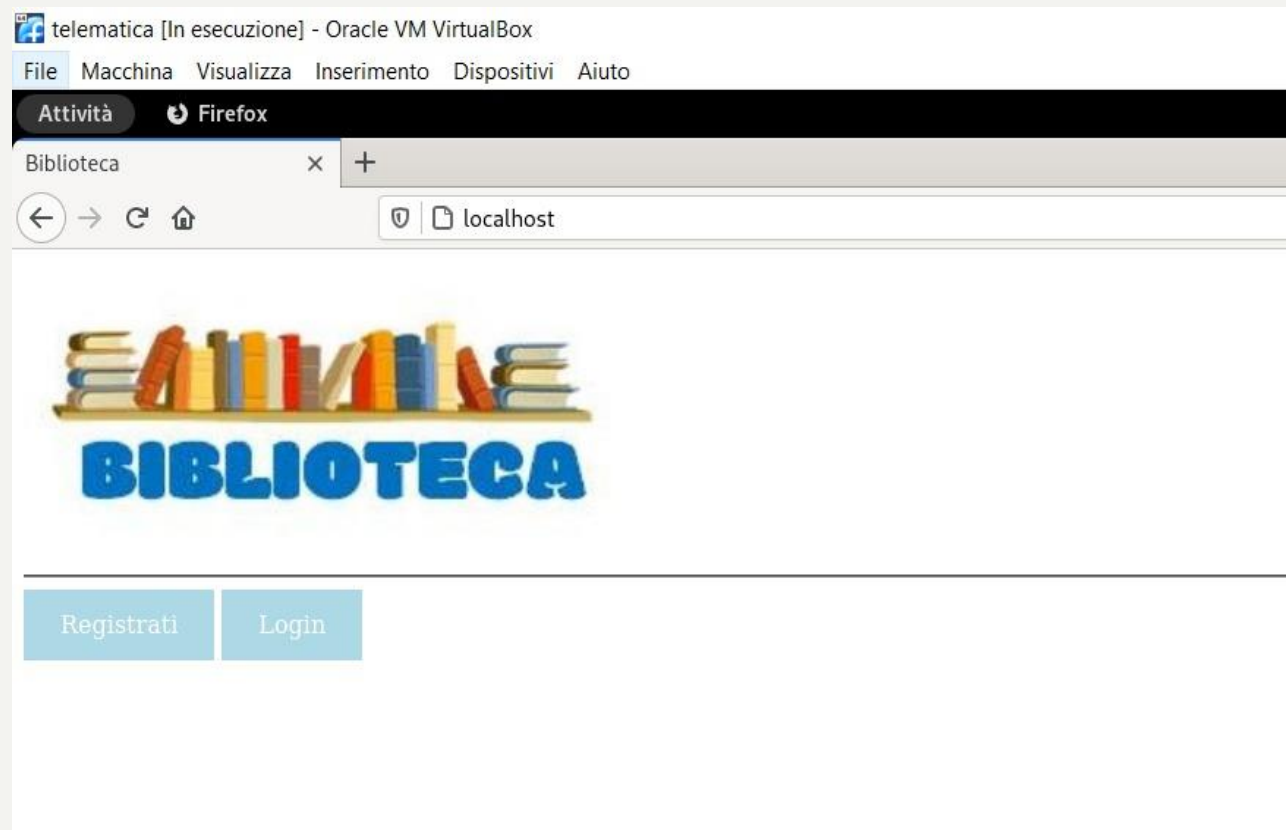 telematica [In esecuzione] - Oracle VM VirtualBox
File Macchina Visualizza Inserimento Dispositivi Aiuto
Attività Firefox
Biblioteca
localhost
BIBLIOTECA
Registrati Login